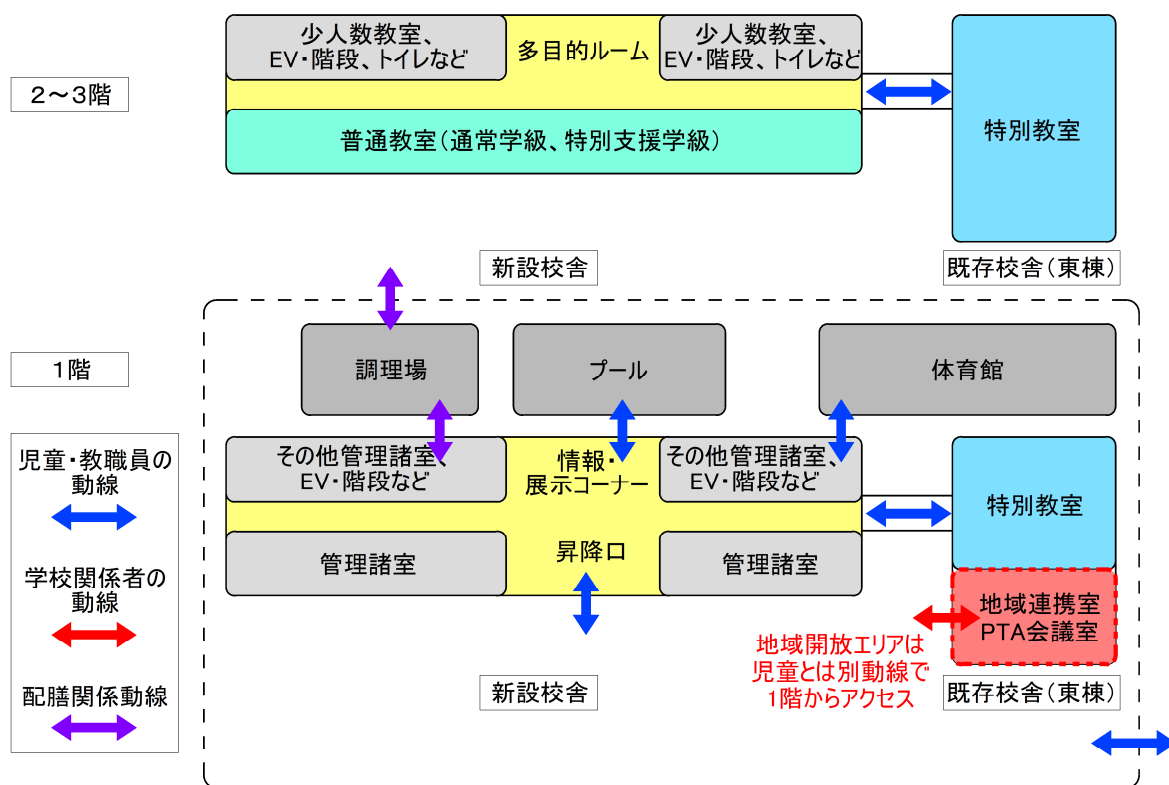 少人数教室、
EV・階段、トイレなど
多目的ルーム
少人数教室、
EV・階段、トイレなど
２～３階
普通教室（通常学級、特別支援学級）
特別教室
新設校舎
既存校舎（東棟）
１階
調理場
プール
体育館
児童・教職員の
動線
学校関係者の
動線
配膳関係動線
その他管理諸室、
EV・階段など
情報・
展示コーナー
その他管理諸室、
EV・階段など
特別教室
管理諸室
昇降口
管理諸室
地域連携室
PTA会議室
地域開放エリアは
児童とは別動線で
1階からアクセス
新設校舎
既存校舎（東棟）